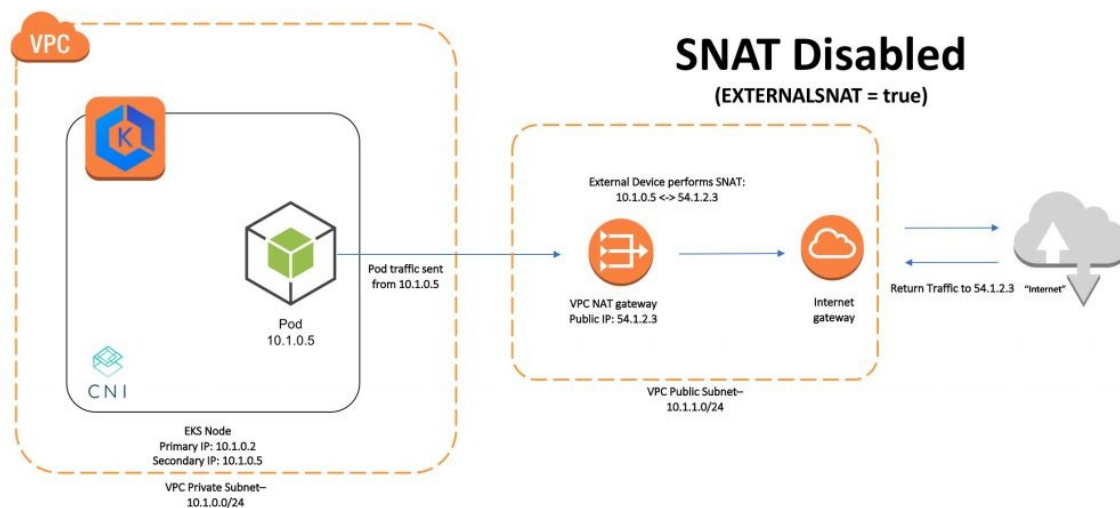 VPC
SNAT Disabled
(EXTERNALSNAT = true)
K
External Device performs SNAT:
10.1.0.5 <-> 54.1.2.3
Pod traffic sent
from 10.1.0.5
Pod
10.1.0.5
VPC NAT gateway
Public IP: 54.1.2.3
Internet
gateway
Return Traffic to 54.1.2.3
"Internet"
CNI
VPC Public Subnet–
10.1.1.0/24
EKS Node
Primary IP: 10.1.0.2
Secondary IP: 10.1.0.5
VPC Private Subnet–
10.1.0.0/24